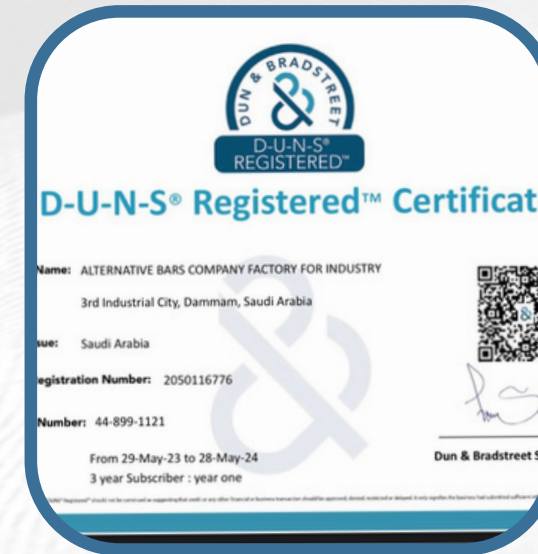 DUN & BRADSTREET
D-U-N-S®
REGISTERED™
D-U-N-S® Registered™ Certificat
Name: ALTERNATIVE BARS COMPANY FACTORY FOR INDUSTRY
3rd Industrial City, Dammam, Saudi Arabia
sue: Saudi Arabia
egistration Number: 2050116776
Number: 44-899-1121
From 29-May-23 to 28-May-24
3 year Subscriber : year one
Dun & Bradstreet S